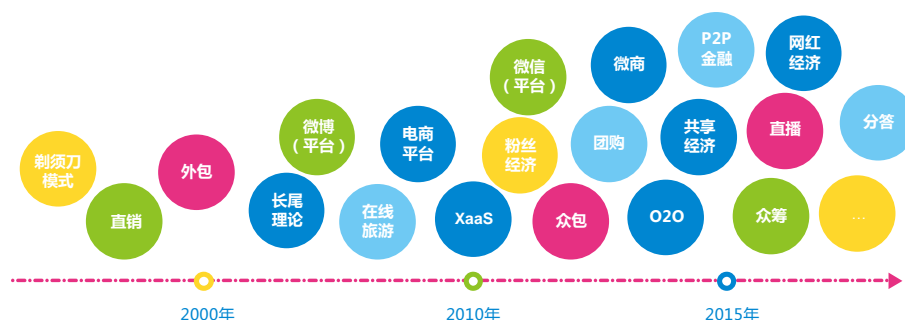 剃须刀
模式
直销
外包
微博
（平台）
长尾
理论
在线
旅游
电商
平台
XaaS
微信
（平台）
粉丝
经济
众包
微商
团购
O2O
P2P
金融
共享
经济
网红
经济
直播
众筹
分答
...
2000年
2010年
2015年